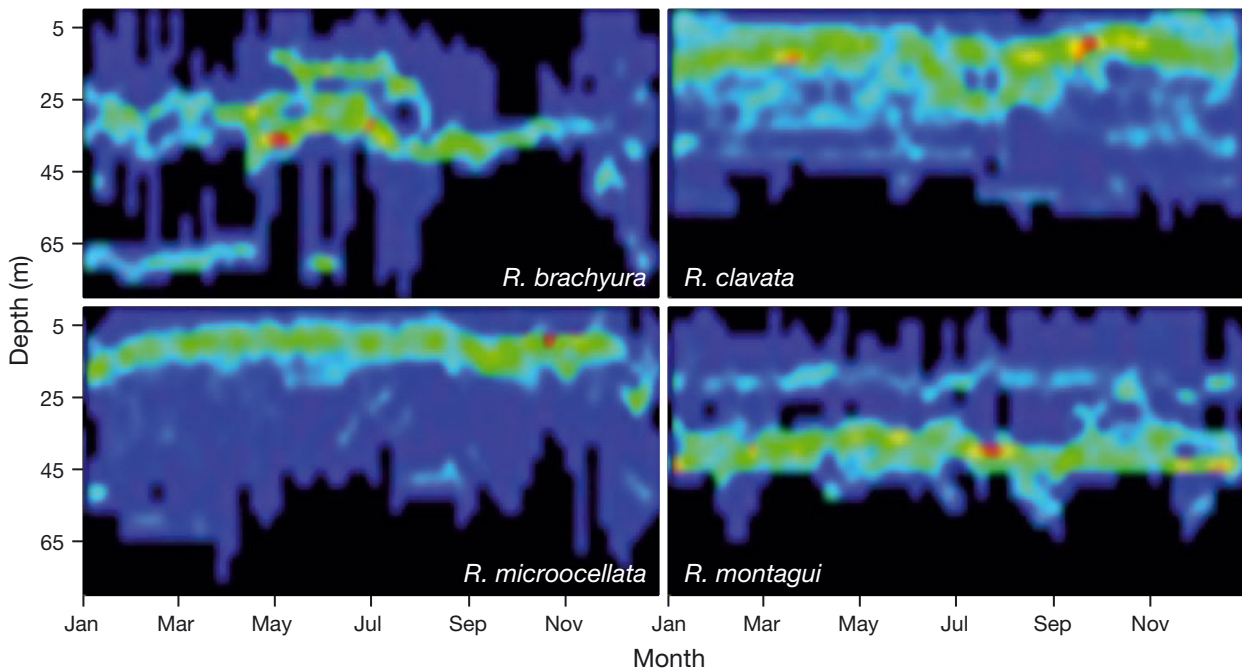 5
25
45
65
R. brachyura
R. clavata
Depth (m)
5
25
45
65
R. microocellata
R. montagui
Jan Mar May Jul Sep Nov Jan Mar May Jul Sep Nov
Month